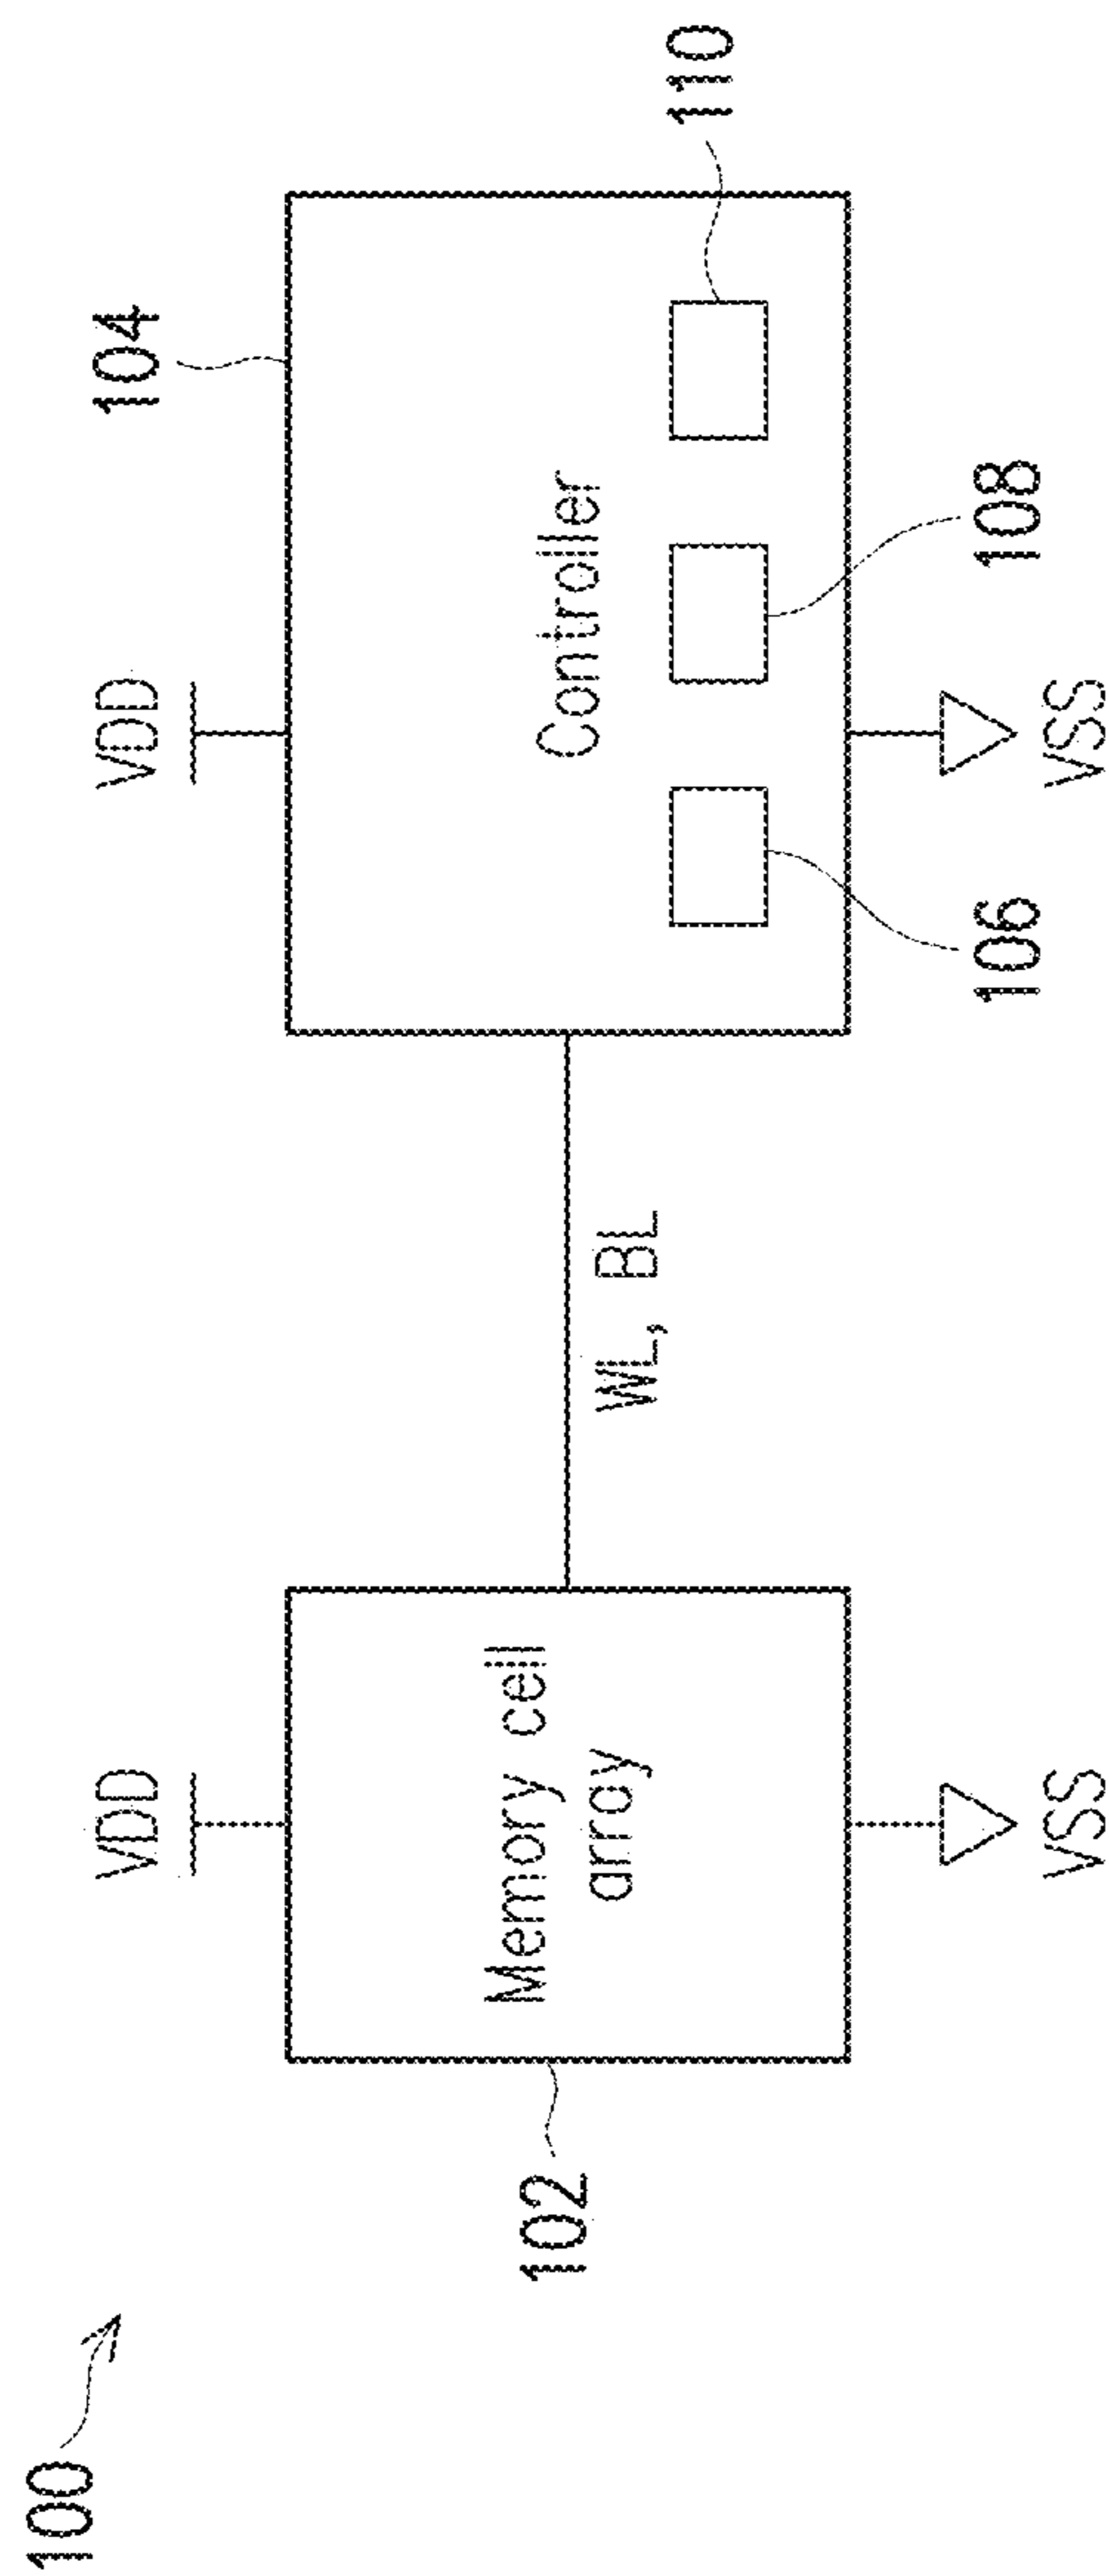 100
VDD
VDD
104
102
Memory cell
array
WL, BL
Controller
110
VSS
106
VSS
108